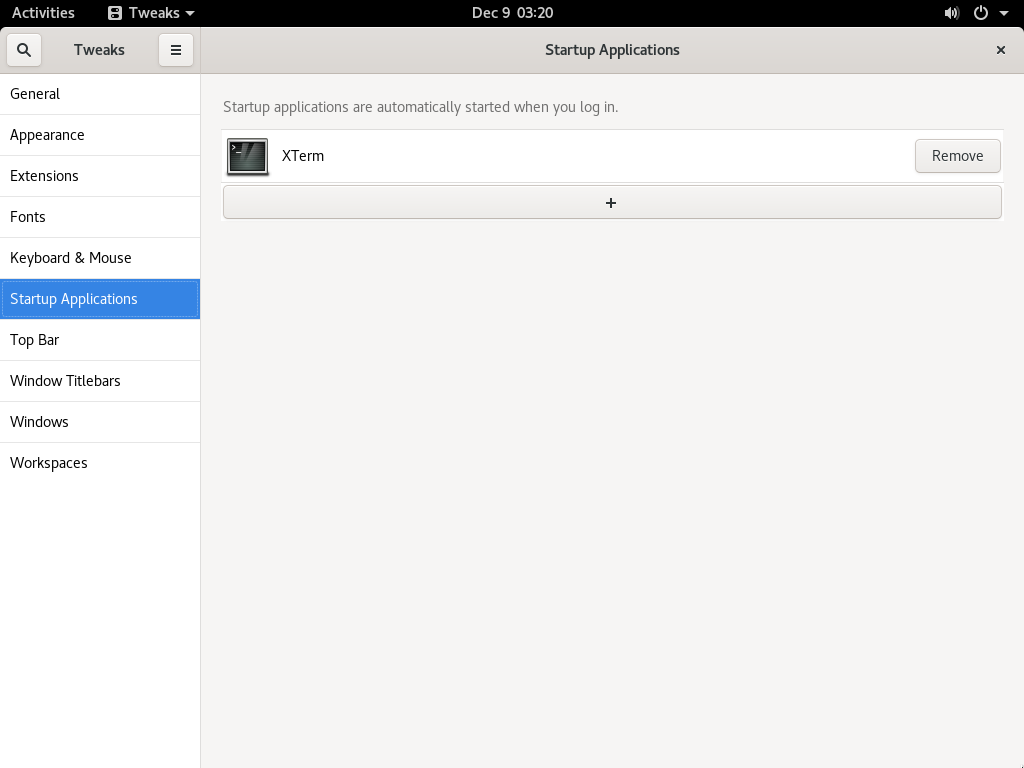 Activities
Tweaks
Dec 9 03:20
Tweaks
Startup Applications
General
Appearance
Extensions
Fonts
Keyboard & Mouse
Startup Applications
Top Bar
Window Titlebars
Windows
Workspaces
Startup applications are automatically started when you log in.
XTerm
Remove
+